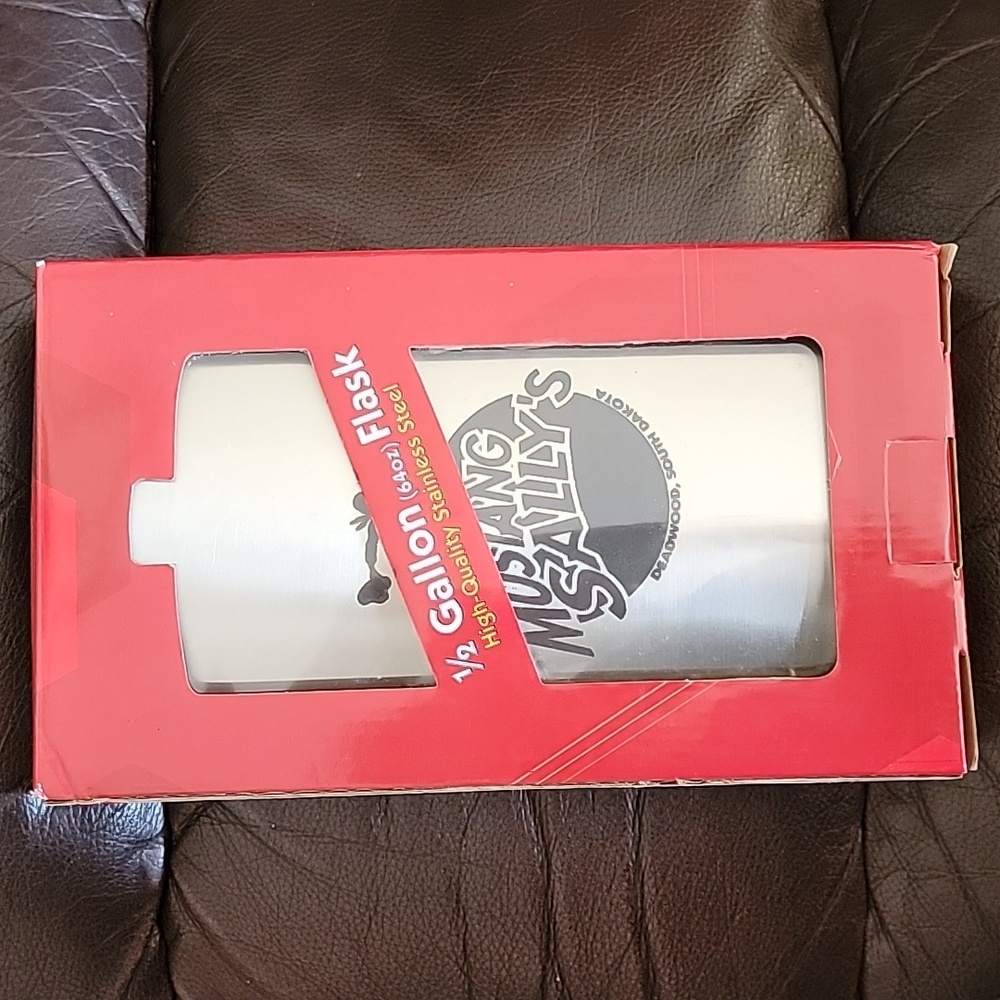 1/2 Gallon (64oz) Flask
High-Quality Stainless Steel
MUSTANG
SALLY'S
DEADWOOD, SOUTH DAKOTA